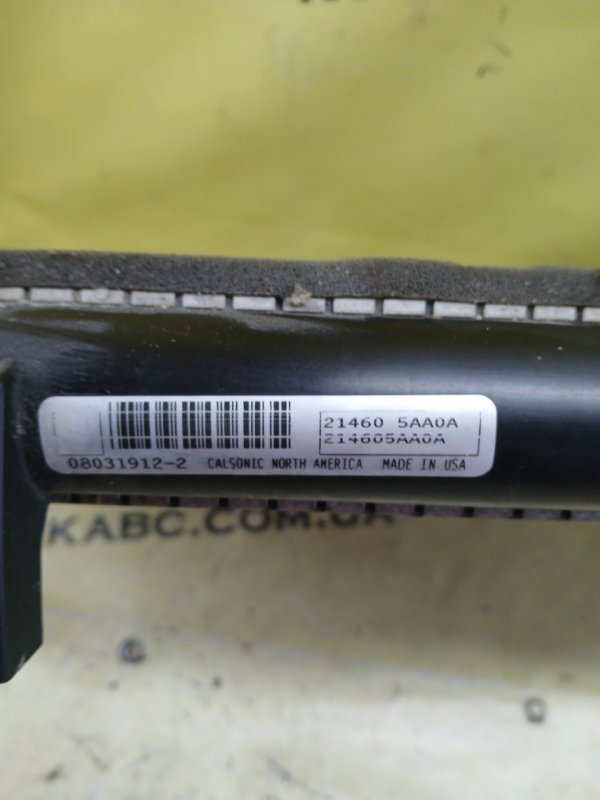 21460 5AA0A
214605AA0A
08031912-2 CALSONIC NORTH AMERICA MADE IN USA
KABC.COM.UA